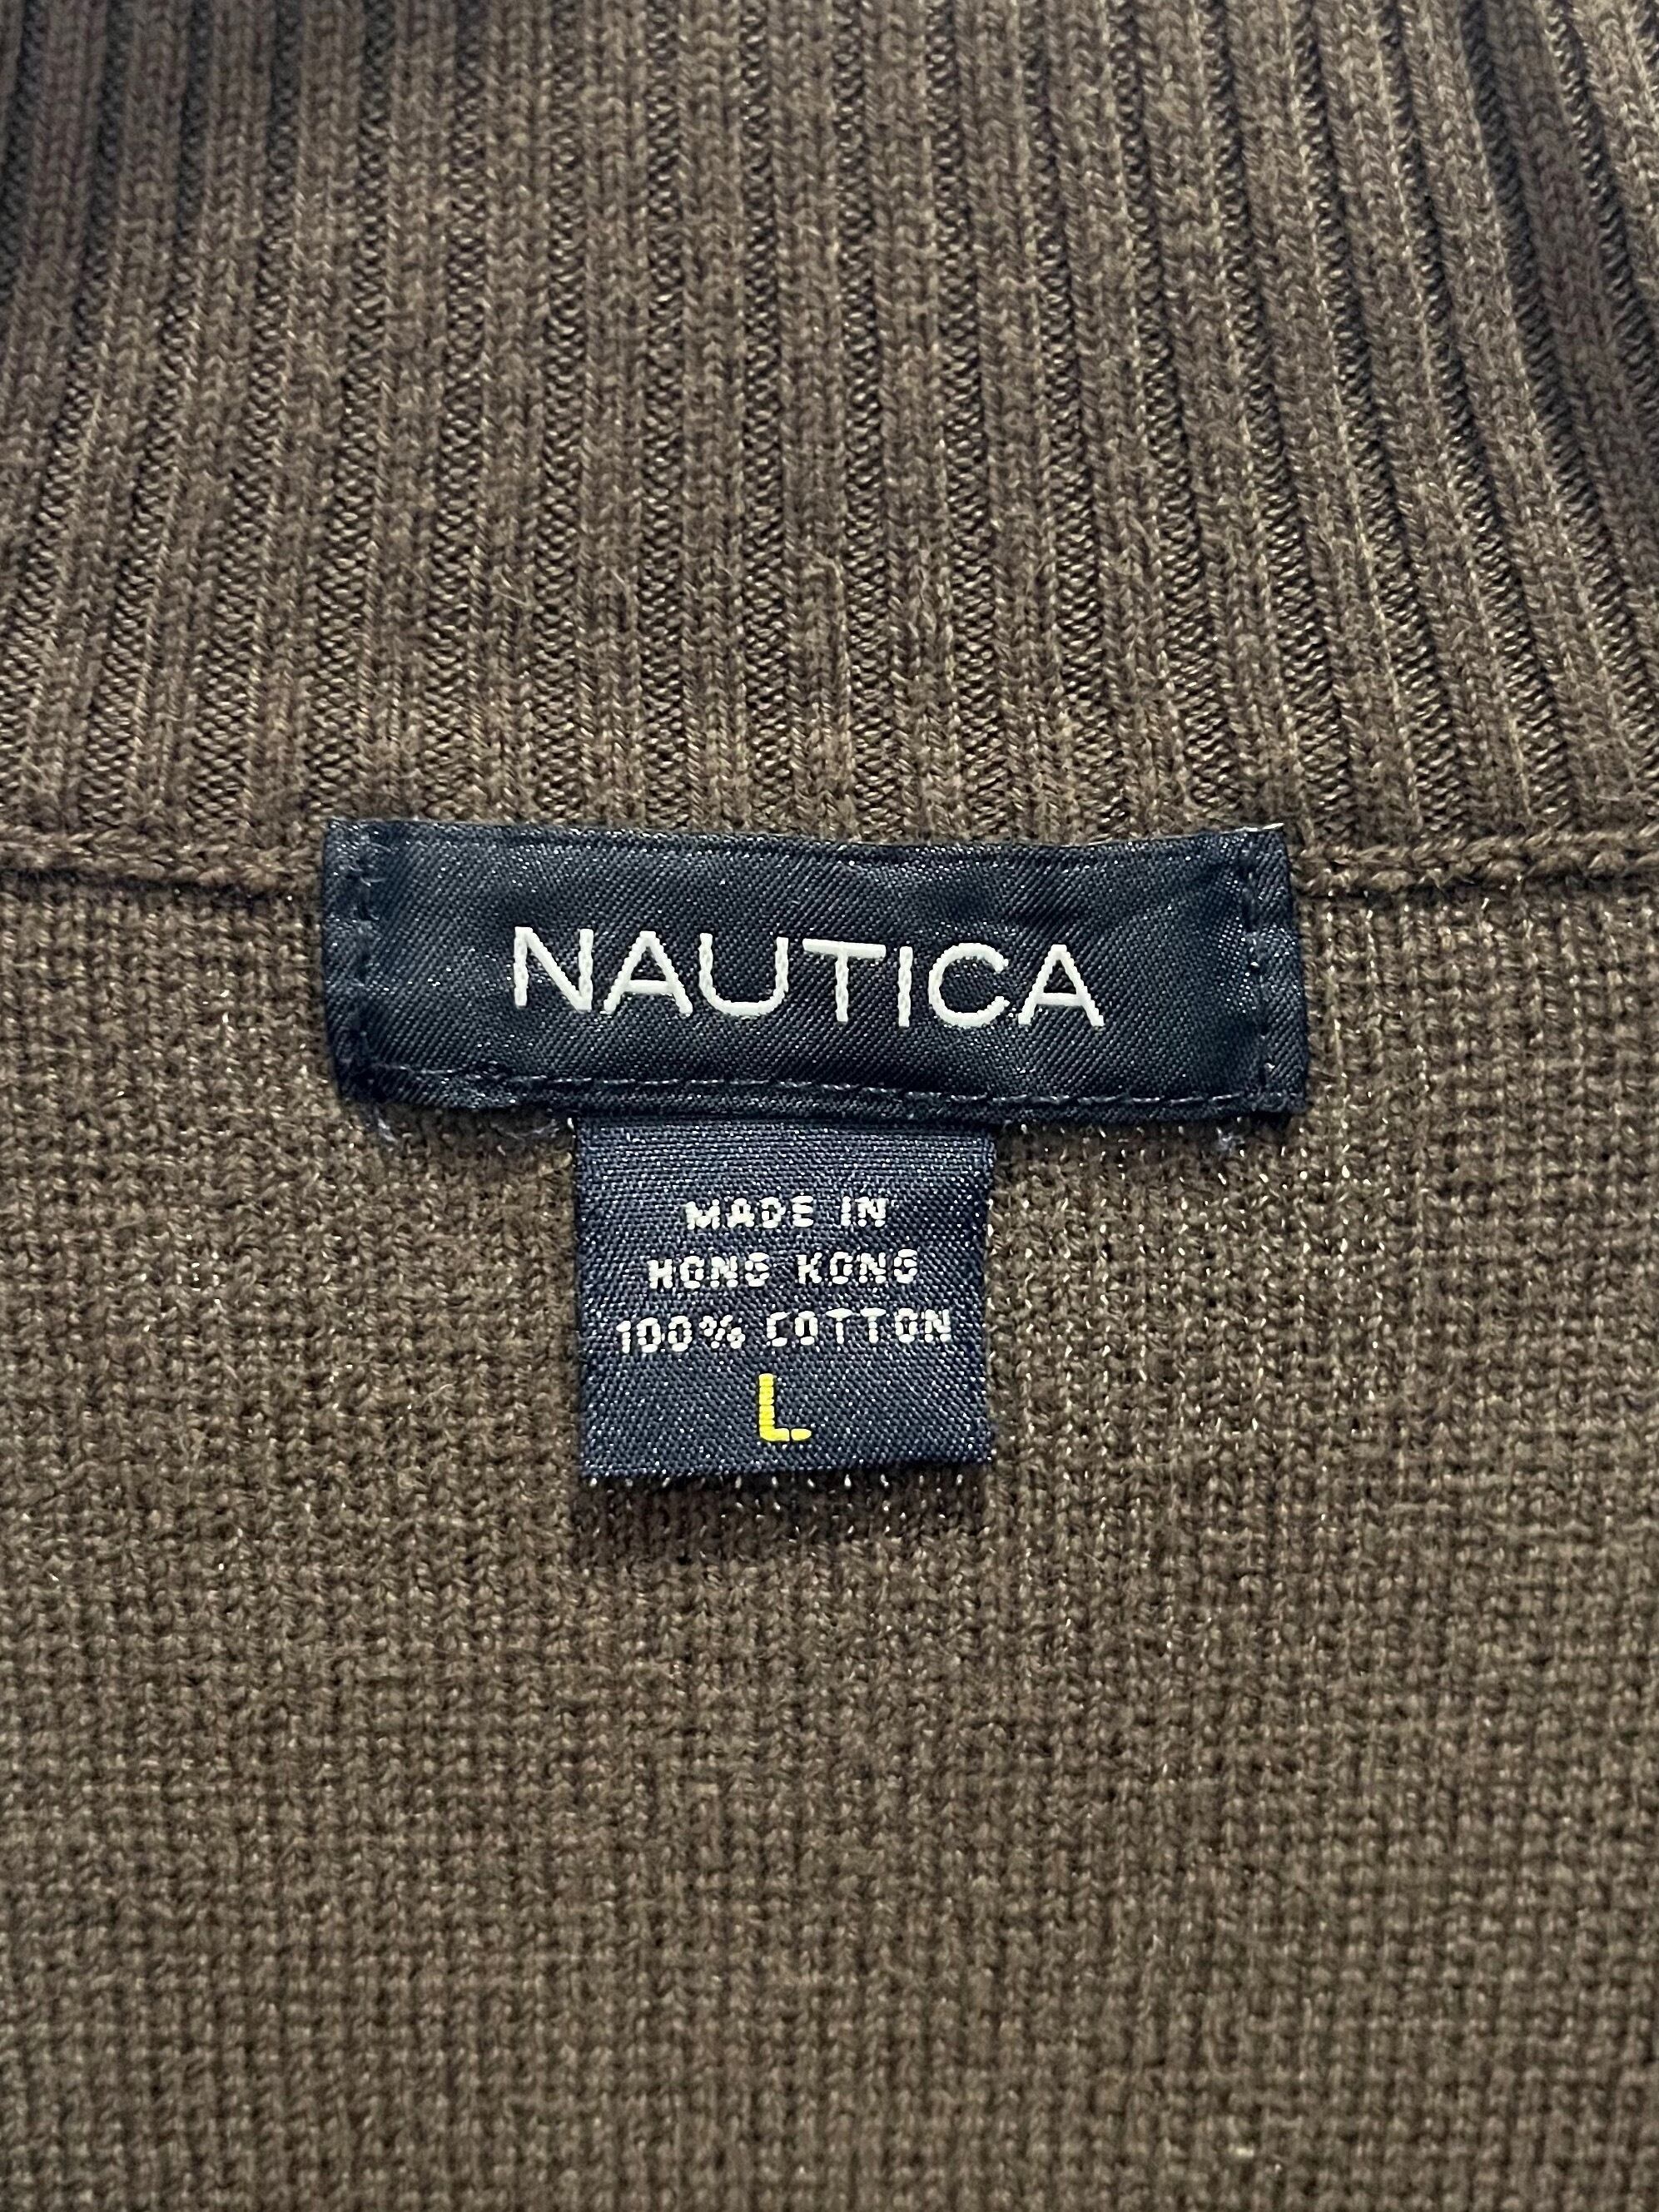 NAUTICA
MADE IN
HONG KONG
100% COTTON
L